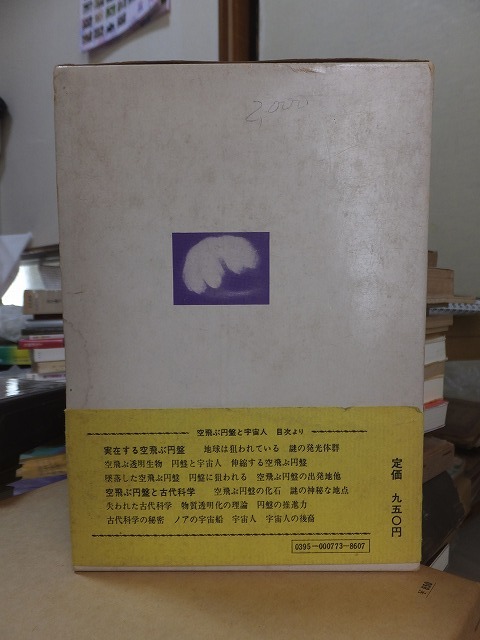 2,000
空飛ぶ円盤と宇宙人 目次より
実在する空飛ぶ円盤 地球は狙われている 謎の発光体群
空飛ぶ透明生物 円盤と宇宙人 伸縮する空飛ぶ円盤
墜落した空飛ぶ円盤 円盤に狙われる 空飛ぶ円盤の出発地他
空飛ぶ円盤と古代科学 空飛ぶ円盤の化石 謎の神秘な地点
失われた古代科学 物質透明化の理論 円盤の推進力
古代科学の秘密 ノアの宇宙船 宇宙人 宇宙人の後裔
定価 九五〇円
0395-000773-8607